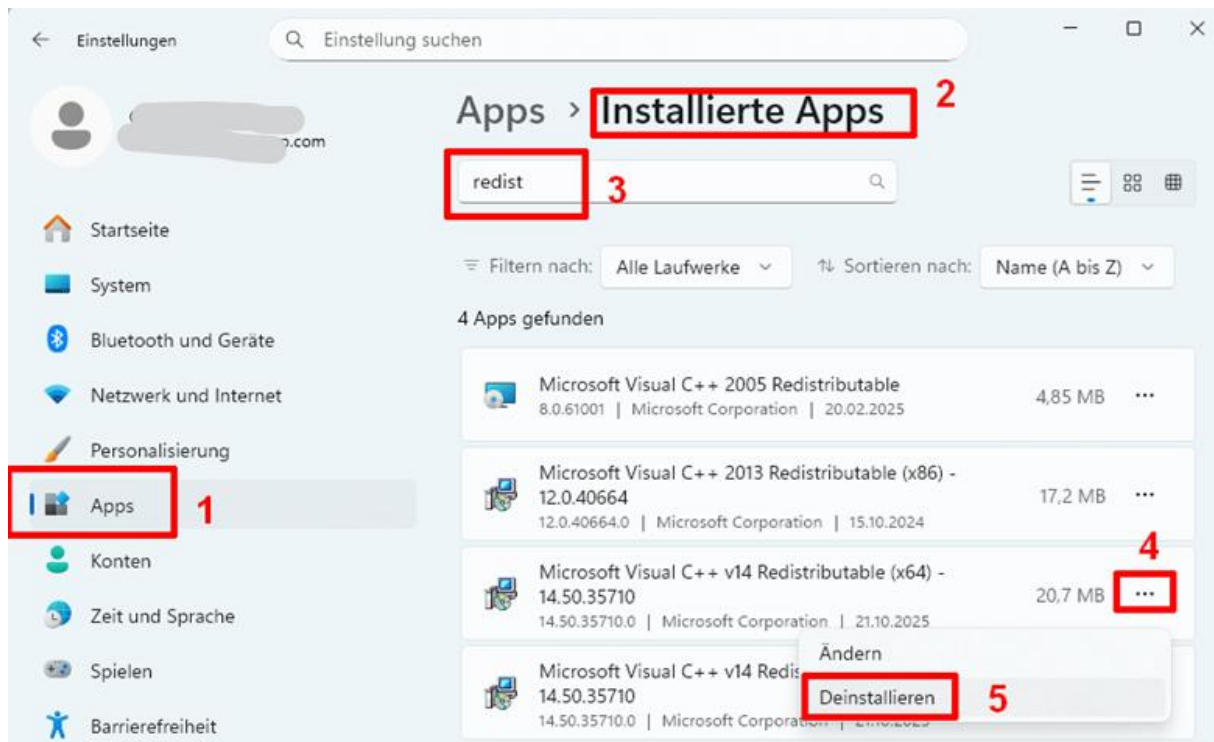 Einstellungen
Einstellung suchen
.com
Startseite
System
Bluetooth und Geräte
Netzwerk und Internet
Personalisierung
Apps
1
Konten
Zeit und Sprache
Spielen
Barrierefreiheit
Apps > Installierte Apps
2
redist
3
Filtern nach: Alle Laufwerke
Sortieren nach: Name (A bis Z)
4 Apps gefunden
Microsoft Visual C++ 2005 Redistributable
8.0.61001 | Microsoft Corporation | 20.02.2025
4,85 MB
Microsoft Visual C++ 2013 Redistributable (x86) -
12.0.40664
12.0.40664.0 | Microsoft Corporation | 15.10.2024
17,2 MB
Microsoft Visual C++ v14 Redistributable (x64) -
14.50.35710
14.50.35710.0 | Microsoft Corporation | 21.10.2025
20,7 MB
4
Ändern
Deinstallieren
5
Microsoft Visual C++ v14
14.50.35710
14.50.35710.0 | Microsoft